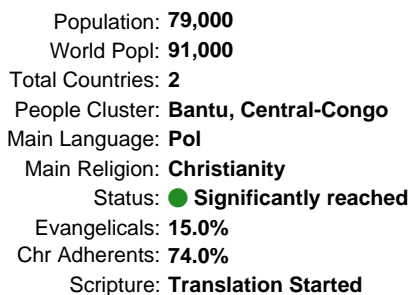 Population: 79,000
World Popl: 91,000
Total Countries: 2
People Cluster: Bantu, Central-Congo
Main Language: Pol
Main Religion: Christianity
Status: Significantly reached
Evangelicals: 15.0%
Chr Adherents: 74.0%
Scripture: Translation Started